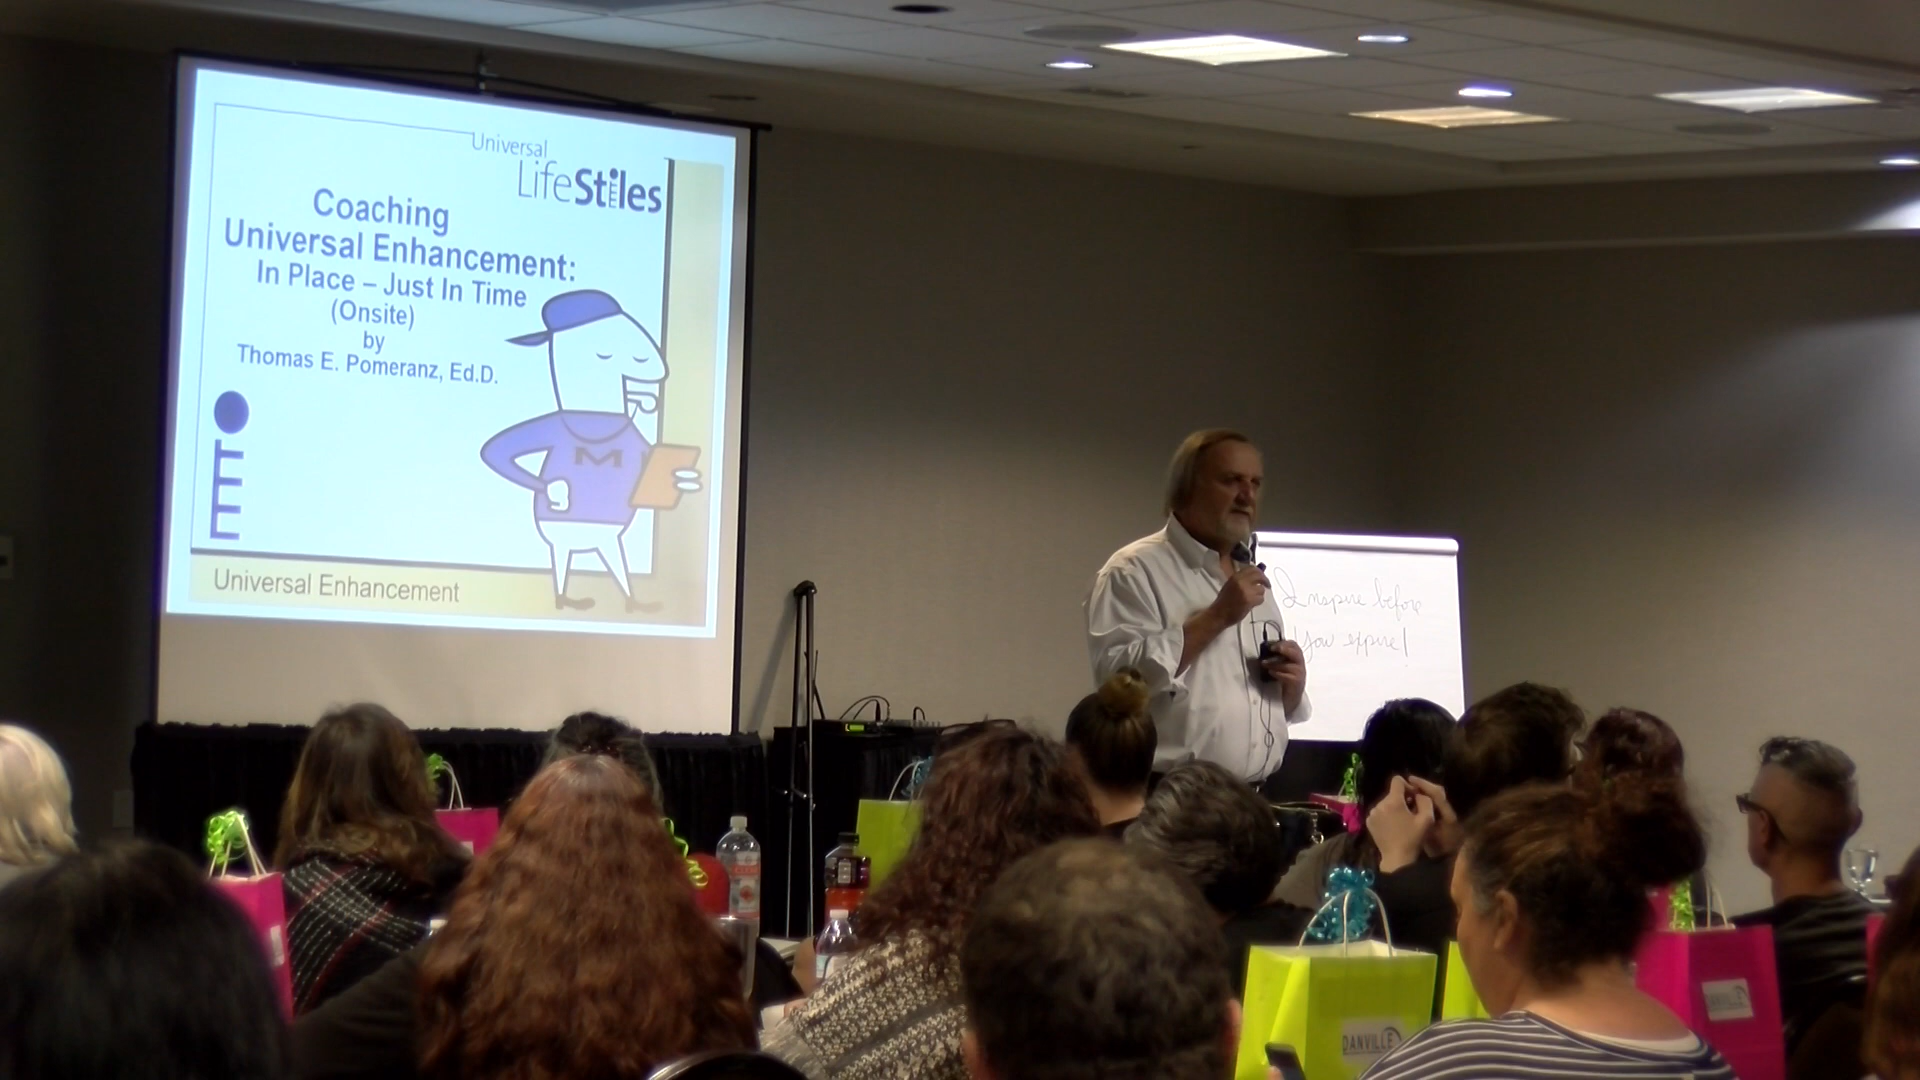 Universal
LifeStiles
Coaching
Universal Enhancement:
In Place – Just In Time
(Onsite)
by
Thomas E. Pomeranz, Ed.D.
M
Universal Enhancement
Inspire before
you expire!
DANVILLE
DANVILLE